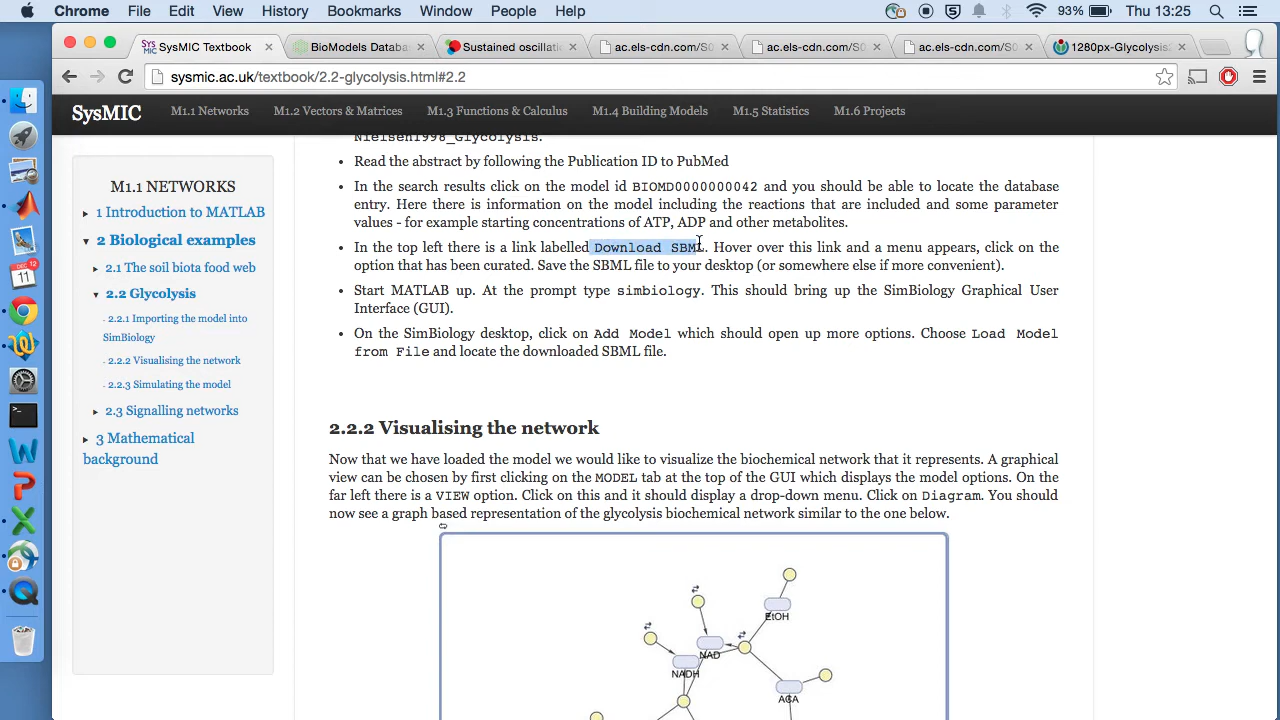 Chrome File Edit View History Bookmarks Window People Help 93% Thu 13:25
SysMIC Textbook BioModels Databa Sustained oscillatio ac.els-cdn.com/S0 ac.els-cdn.com/S0 ac.els-cdn.com/S0 1280px-Glycolysis2
sysmic.ac.uk/textbook/2.2-glycolysis.html#2.2
SysMIC M1.1 Networks M1.2 Vectors & Matrices M1.3 Functions & Calculus M1.4 Building Models M1.5 Statistics M1.6 Projects
M1.1 NETWORKS
1 Introduction to MATLAB
2 Biological examples
2.1 The soil biota food web
2.2 Glycolysis
2.2.1 Importing the model into
SimBiology
2.2.2 Visualising the network
2.2.3 Simulating the model
2.3 Signalling networks
3 Mathematical
background
Nielsen1998_Glycolysis.
• Read the abstract by following the Publication ID to PubMed
• In the search results click on the model id BIOMD0000000042 and you should be able to locate the database
entry. Here there is information on the model including the reactions that are included and some parameter
values - for example starting concentrations of ATP, ADP and other metabolites.
• In the top left there is a link labelled Download SBML. Hover over this link and a menu appears, click on the
option that has been curated. Save the SBML file to your desktop (or somewhere else if more convenient).
• Start MATLAB up. At the prompt type simbiology. This should bring up the SimBiology Graphical User
Interface (GUI).
• On the SimBiology desktop, click on Add Model which should open up more options. Choose Load Model
from File and locate the downloaded SBML file.
2.2.2 Visualising the network
Now that we have loaded the model we would like to visualize the biochemical network that it represents. A graphical
view can be chosen by first clicking on the MODEL tab at the top of the GUI which displays the model options. On the
far left there is a VIEW option. Click on this and it should display a drop-down menu. Click on Diagram. You should
now see a graph based representation of the glycolysis biochemical network similar to the one below.
EtOH
NAD
NADH
ACA